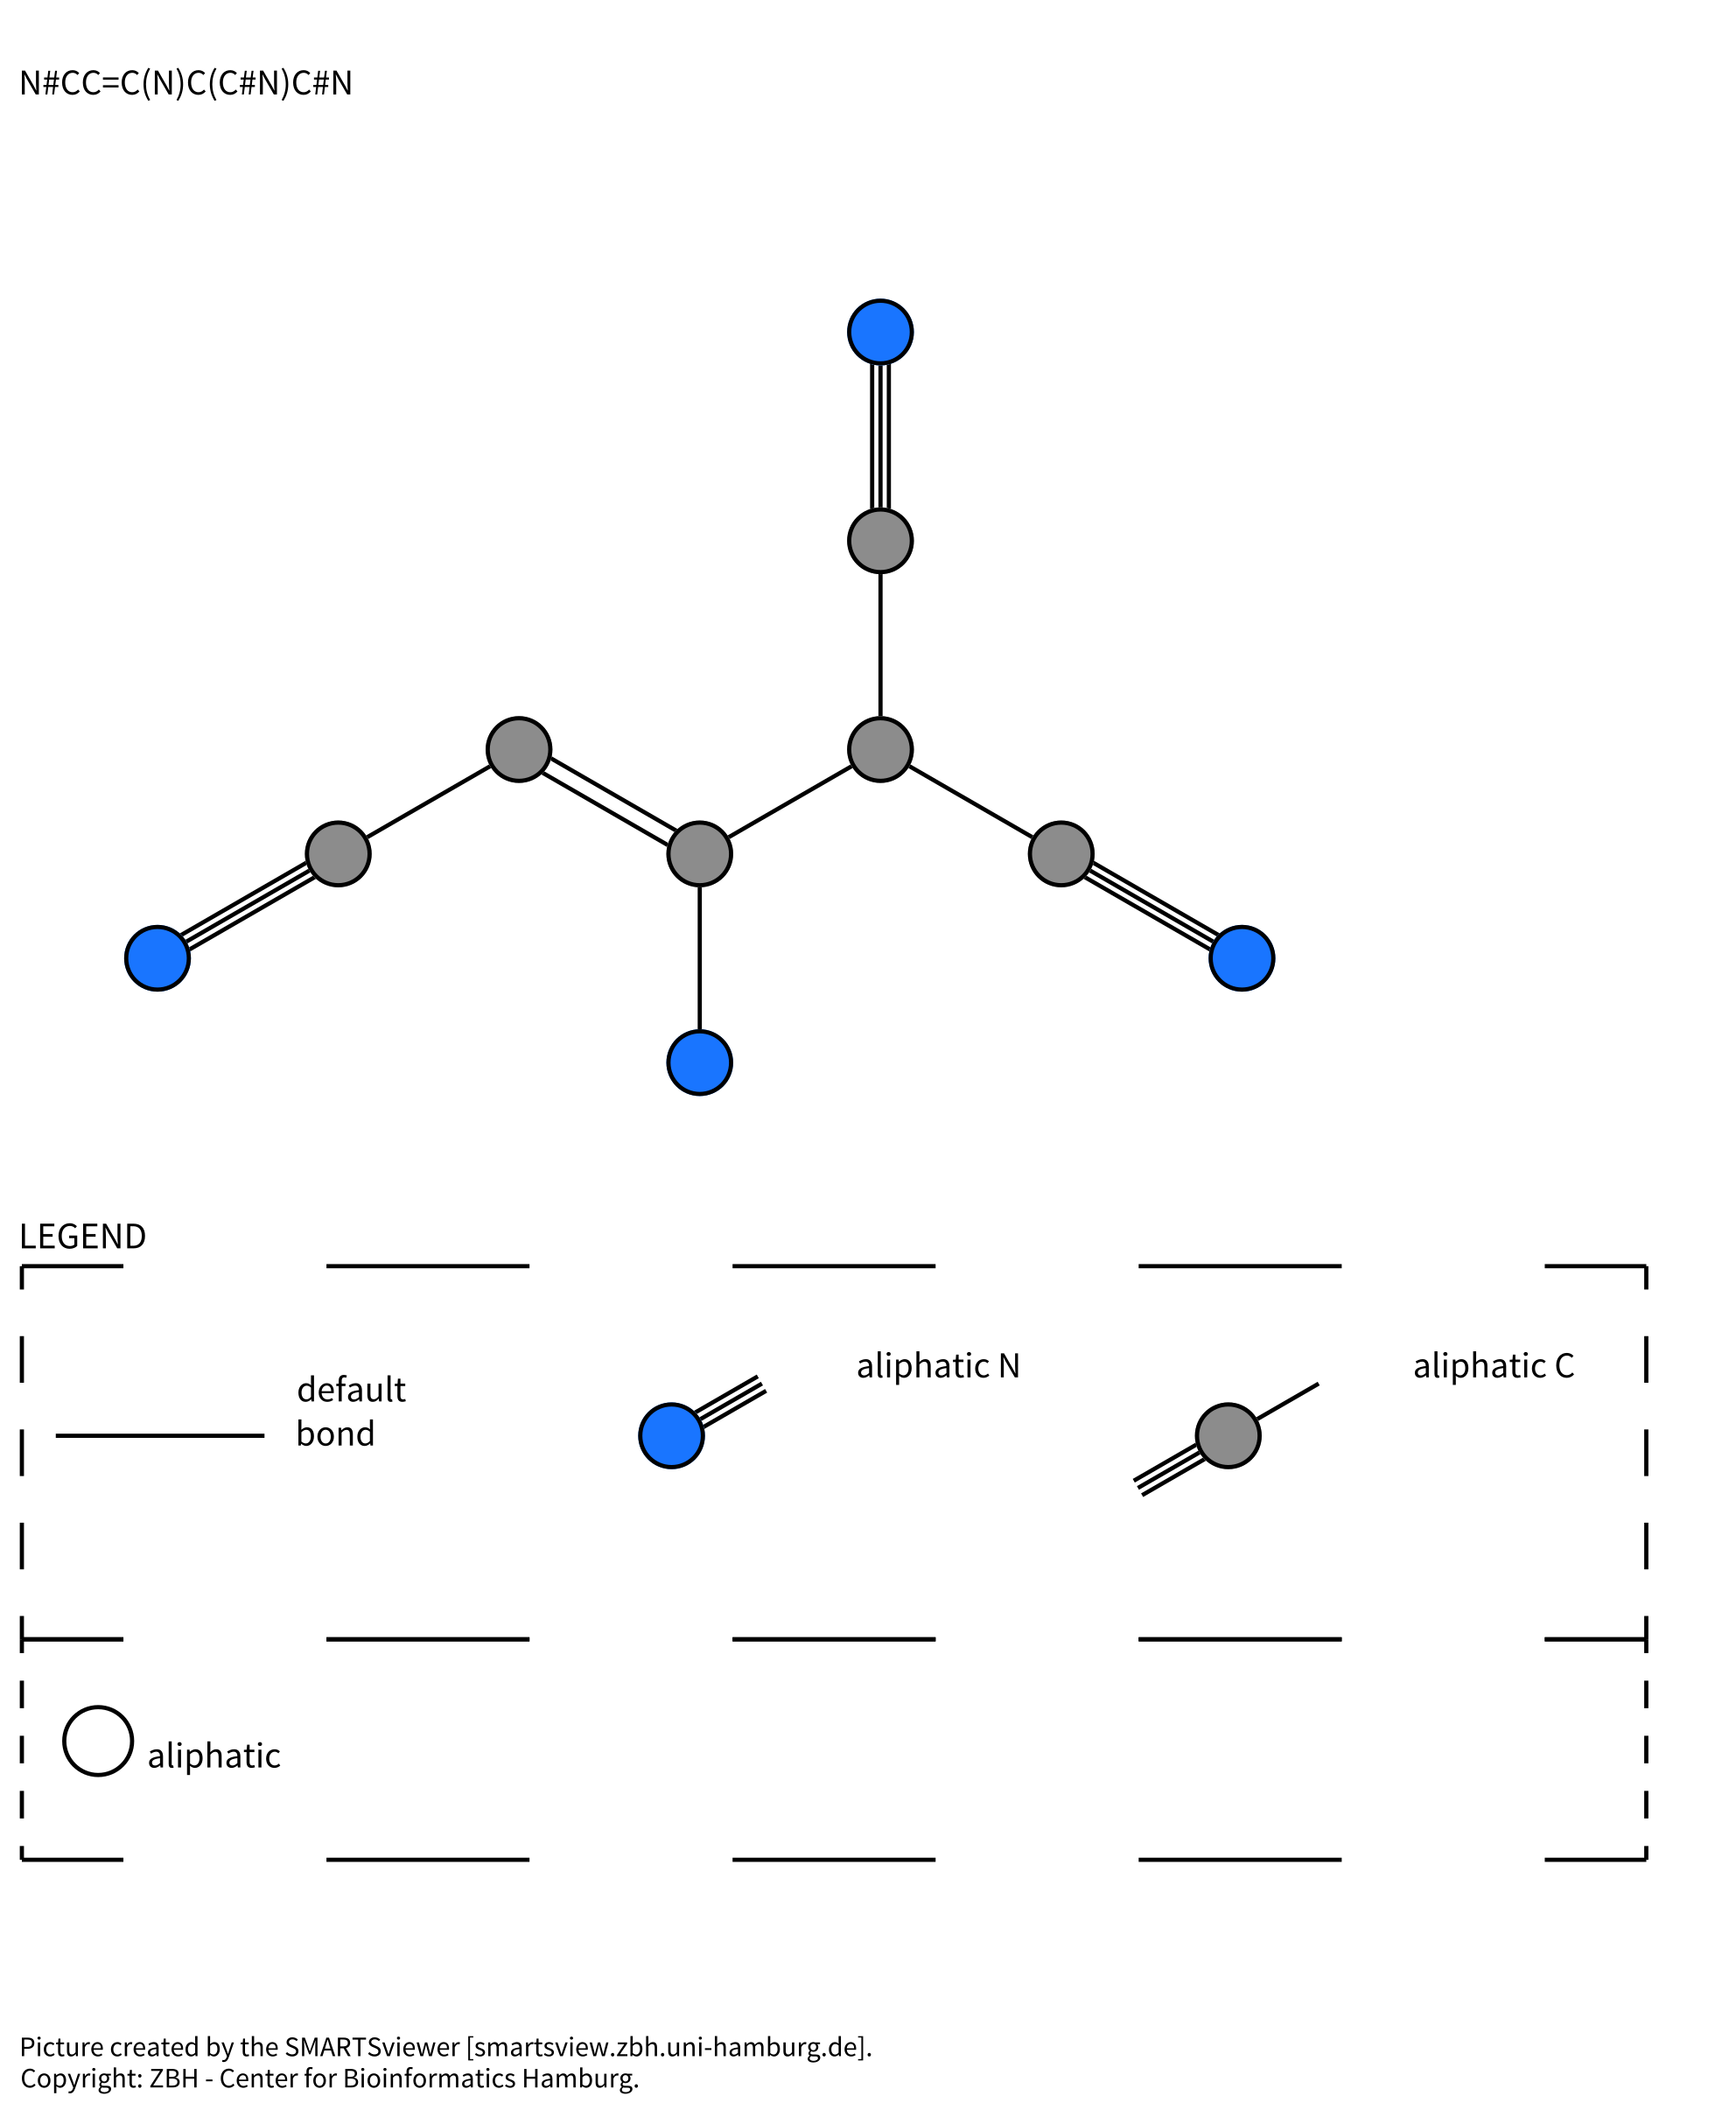 N#CC=C(N)C(C#N)C#N
LEGEND
default
bond
aliphatic N
aliphatic C
aliphatic
Picture created by the SMARTSviewer [smartsview.zbh.uni-hamburg.de].
Copyright: ZBH - Center for Bioinformatics Hamburg.